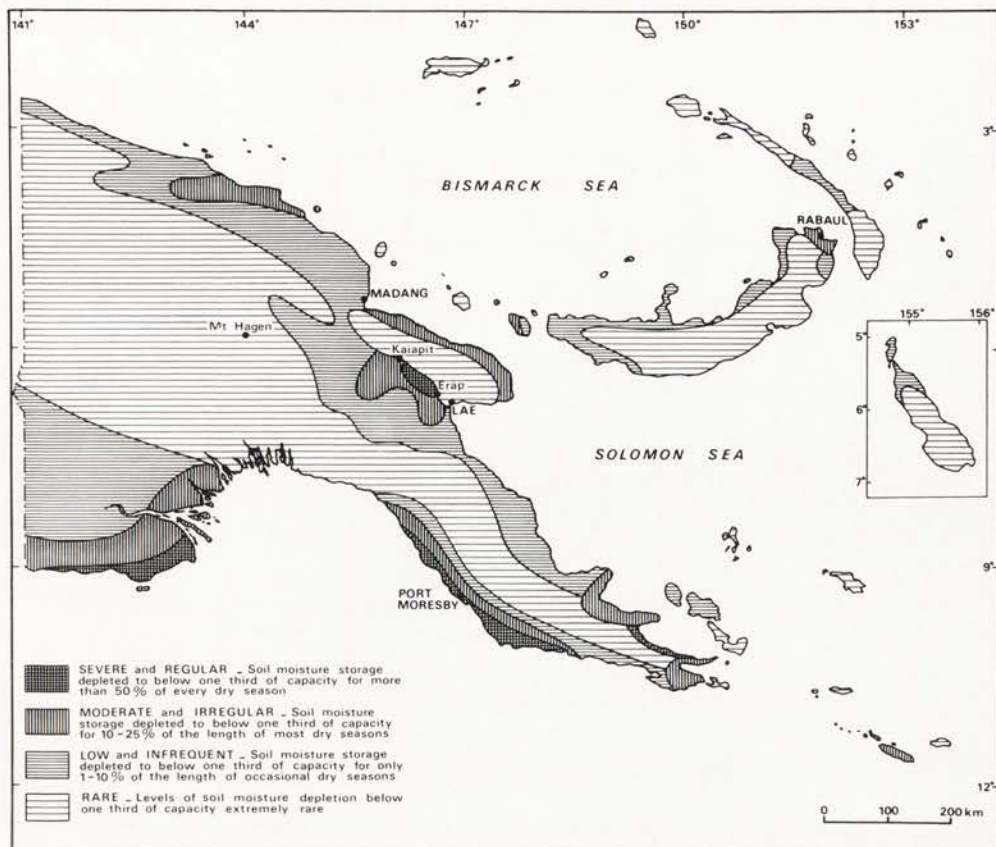 141°
144°
147°
150°
153°
3°
BISMARCK SEA
RABAUL
MADANG
Mt Hagen
Kaiapit
Erap
LAE
155° 156°
5°
6°
7°
SOLOMON SEA
9°
PORT
MORESBY
12°
SEVERE and REGULAR - Soil moisture storage
depleted to below one third of capacity for more
than 50% of every dry season
MODERATE and IRREGULAR - Soil moisture
storage depleted to below one third of capacity
for 10-25% of the length of most dry seasons
LOW and INFREQUENT - Soil moisture storage
depleted to below one third of capacity for only
1-10% of the length of occasional dry seasons
RARE - Levels of soil moisture depletion below
one third of capacity extremely rare
0 100 200 km